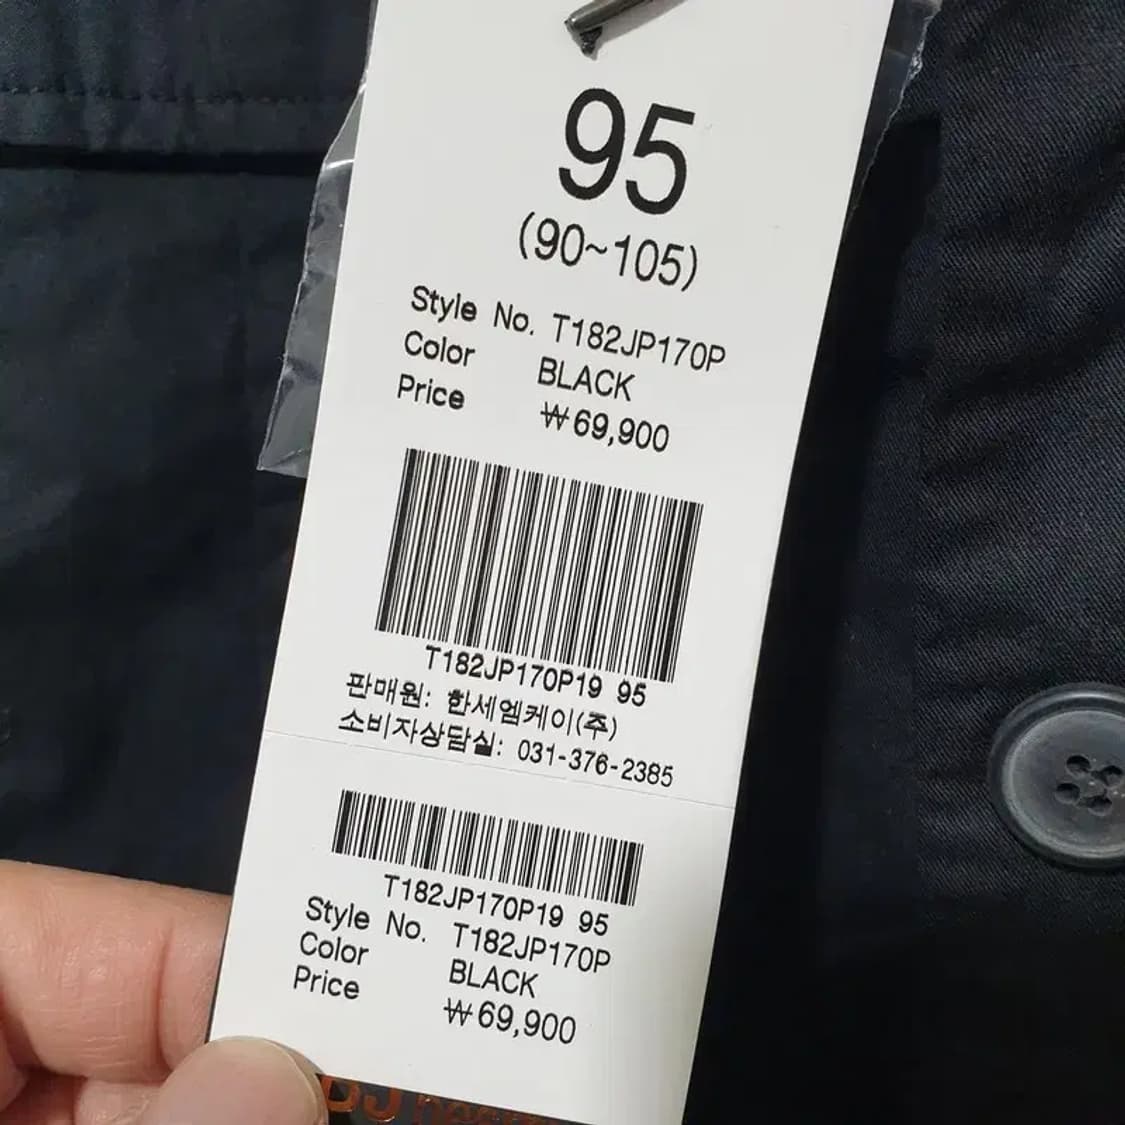 95
(90~105)
Style No. T182JP170P
Color BLACK
Price ₩69,900
T182JP170P19 95
판매원: 한세엠케이(주)
소비자상담실: 031-376-2385
T182JP170P19 95
Style No. T182JP170P
Color BLACK
Price ₩69,900